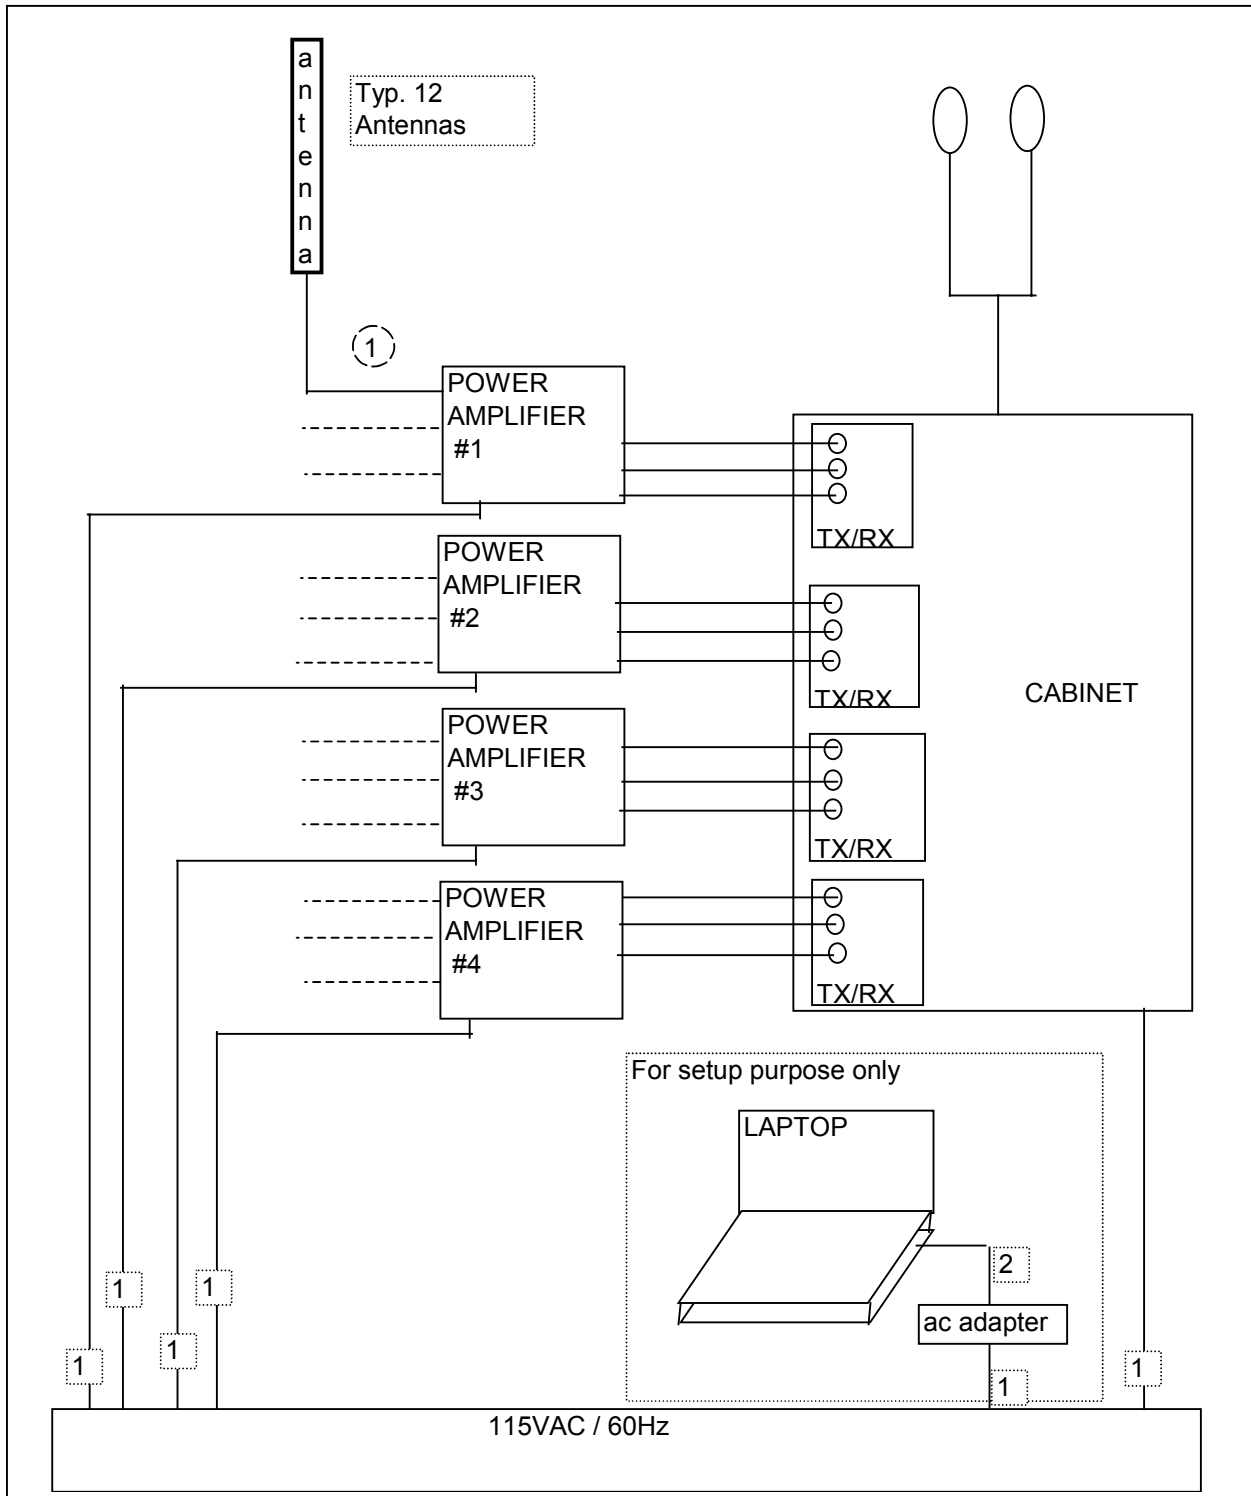 a
n
t
e
n
n
a
Typ. 12
Antennas
1
POWER
AMPLIFIER
#1
TX/RX
POWER
AMPLIFIER
#2
TX/RX
CABINET
POWER
AMPLIFIER
#3
TX/RX
POWER
AMPLIFIER
#4
TX/RX
For setup purpose only
LAPTOP
2
ac adapter
1
1
1
1
1
1
115VAC / 60Hz